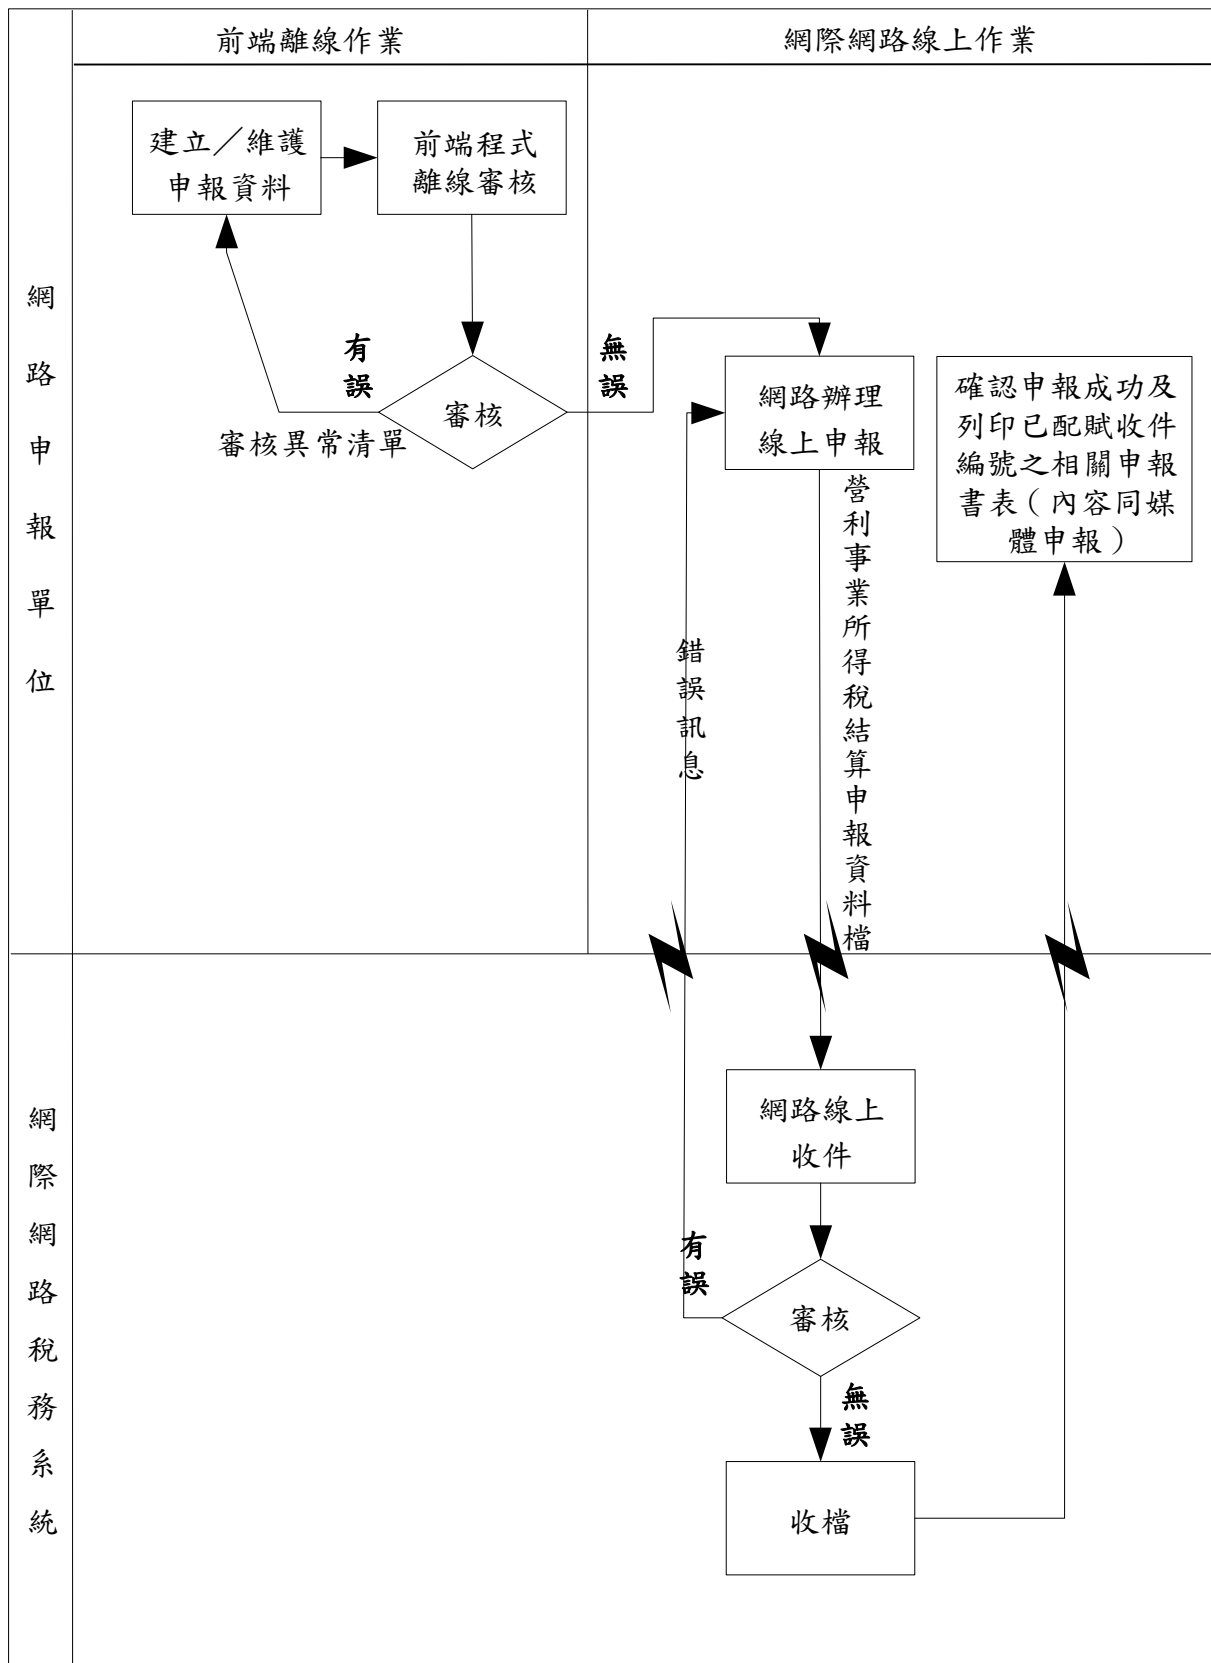 前端離線作業
網際網路線上作業
網路申報單位
建立／維護
申報資料
前端程式
離線審核
有誤
審核
無誤
審核異常清單
網路辦理
線上申報
確認申報成功及
列印已配賦收件
編號之相關申報
書表（內容同媒
體申報）
錯誤訊息
營利事業所得稅結算申報資料檔
網際網路稅務系統
網路線上
收件
有誤
審核
無誤
收檔